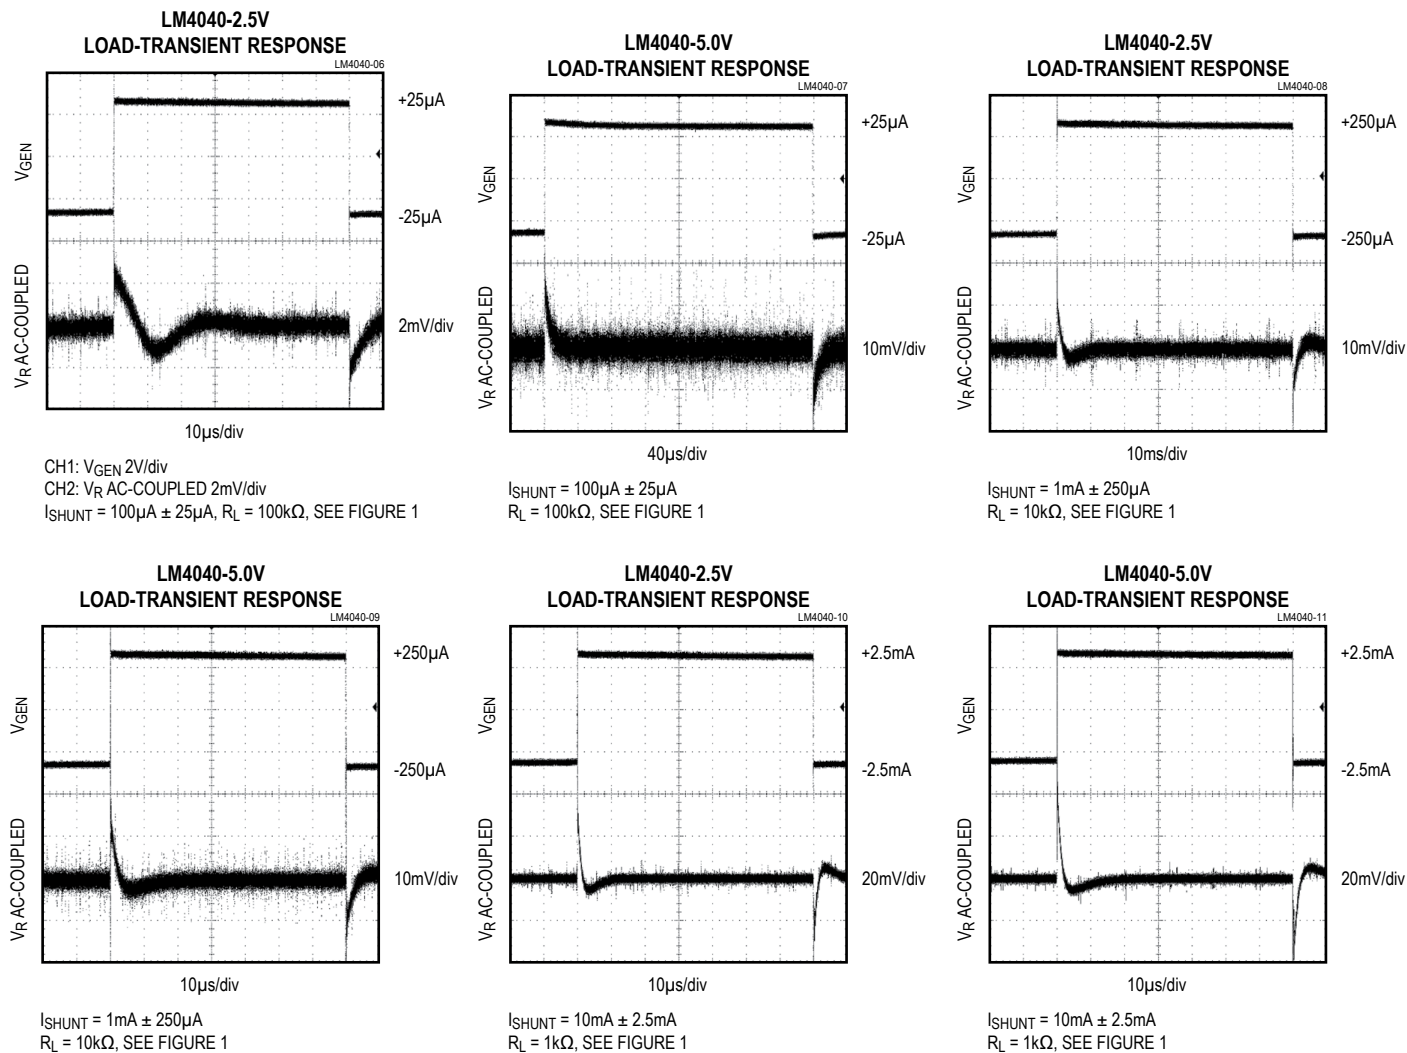 LM4040-2.5V
LOAD-TRANSIENT RESPONSE
LM4040-06
+25µA
VGEN
-25µA
VR AC-COUPLED
2mV/div
10µs/div
CH1: VGEN 2V/div
CH2: VR AC-COUPLED 2mV/div
ISHUNT = 100µA ± 25µA, RL = 100kΩ, SEE FIGURE 1
LM4040-5.0V
LOAD-TRANSIENT RESPONSE
LM4040-07
+25µA
VGEN
-25µA
VR AC-COUPLED
10mV/div
40µs/div
ISHUNT = 100µA ± 25µA
RL = 100kΩ, SEE FIGURE 1
LM4040-2.5V
LOAD-TRANSIENT RESPONSE
LM4040-08
+250µA
VGEN
-250µA
VR AC-COUPLED
10mV/div
10ms/div
ISHUNT = 1mA ± 250µA
RL = 10kΩ, SEE FIGURE 1
LM4040-5.0V
LOAD-TRANSIENT RESPONSE
LM4040-09
+250µA
VGEN
-250µA
VR AC-COUPLED
10mV/div
10µs/div
ISHUNT = 1mA ± 250µA
RL = 10kΩ, SEE FIGURE 1
LM4040-2.5V
LOAD-TRANSIENT RESPONSE
LM4040-10
+2.5mA
VGEN
-2.5mA
VR AC-COUPLED
20mV/div
10µs/div
ISHUNT = 10mA ± 2.5mA
RL = 1kΩ, SEE FIGURE 1
LM4040-5.0V
LOAD-TRANSIENT RESPONSE
LM4040-11
+2.5mA
VGEN
-2.5mA
VR AC-COUPLED
20mV/div
10µs/div
ISHUNT = 10mA ± 2.5mA
RL = 1kΩ, SEE FIGURE 1